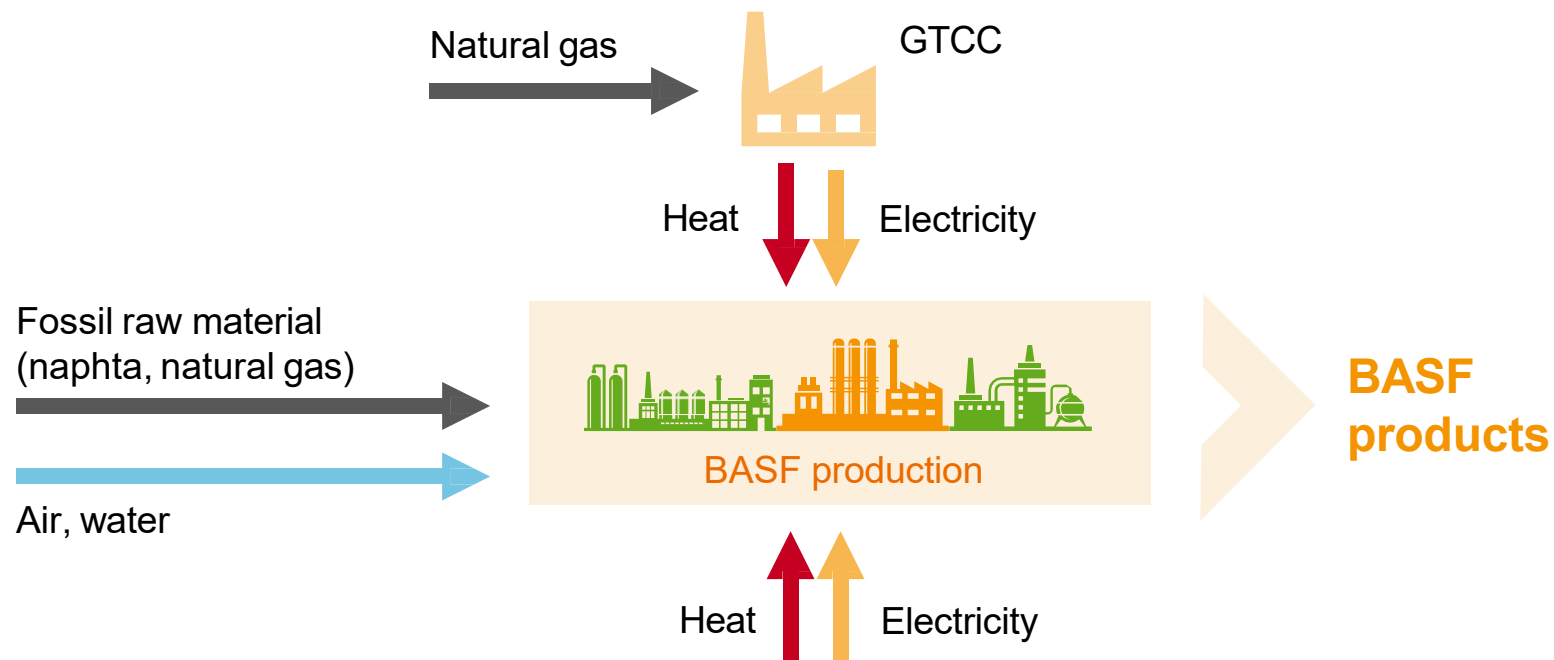 Natural gas
GTCC
Heat
Electricity
Fossil raw material
(naphta, natural gas)
Air, water
BASF production
BASF
products
Heat
Electricity